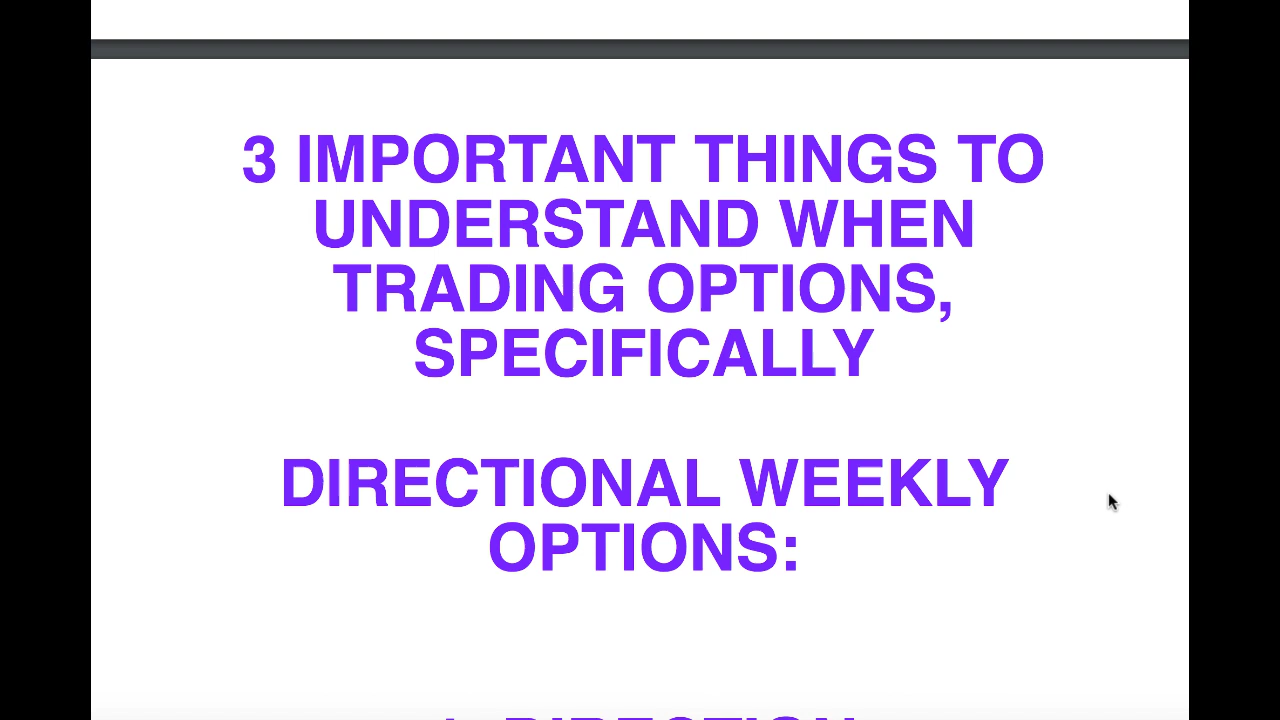 3 IMPORTANT THINGS TO
UNDERSTAND WHEN
TRADING OPTIONS,
SPECIFICALLY
DIRECTIONAL WEEKLY
OPTIONS: